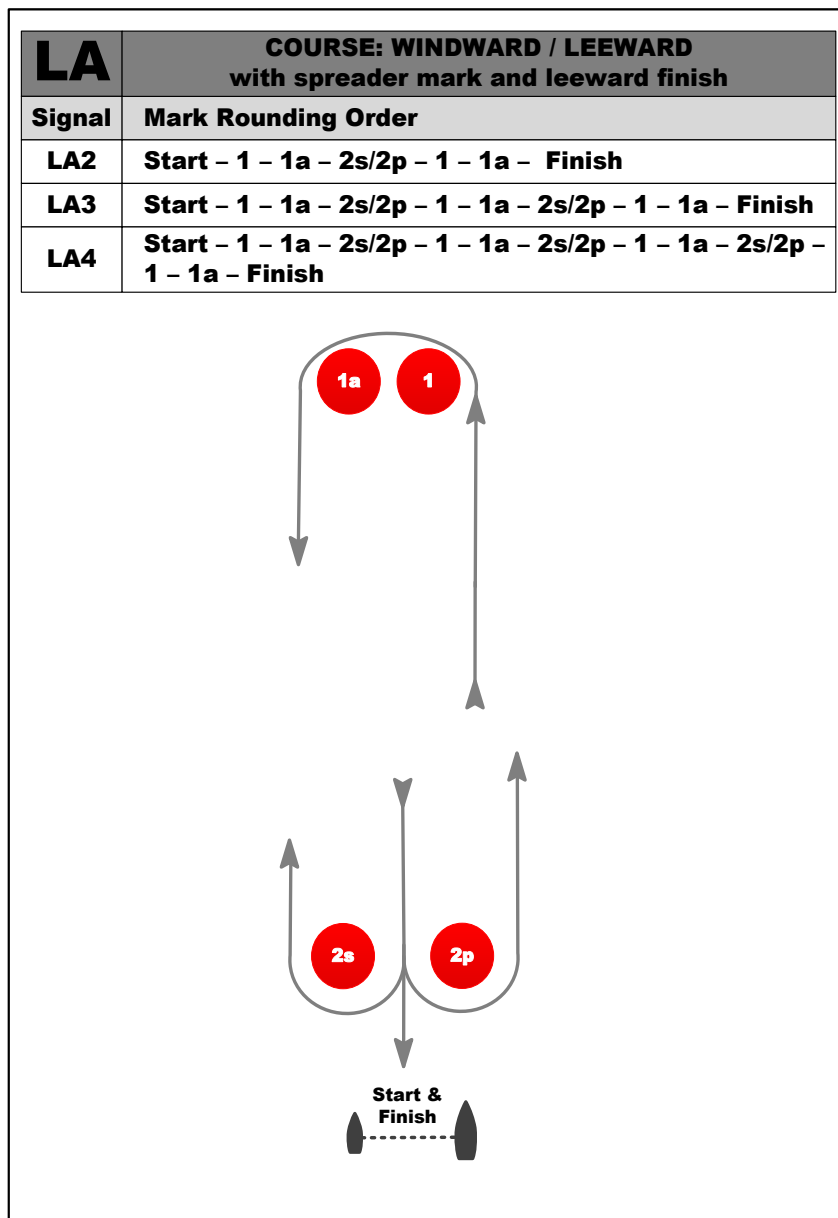 LA
COURSE: WINDWARD / LEEWARD
with spreader mark and leeward finish
Signal Mark Rounding Order
LA2 Start – 1 – 1a – 2s/2p – 1 – 1a – Finish
LA3 Start – 1 – 1a – 2s/2p – 1 – 1a – 2s/2p – 1 – 1a – Finish
LA4
Start – 1 – 1a – 2s/2p – 1 – 1a – 2s/2p – 1 – 1a – 2s/2p –
1 – 1a – Finish
1a 1
2s 2p
Start &
Finish